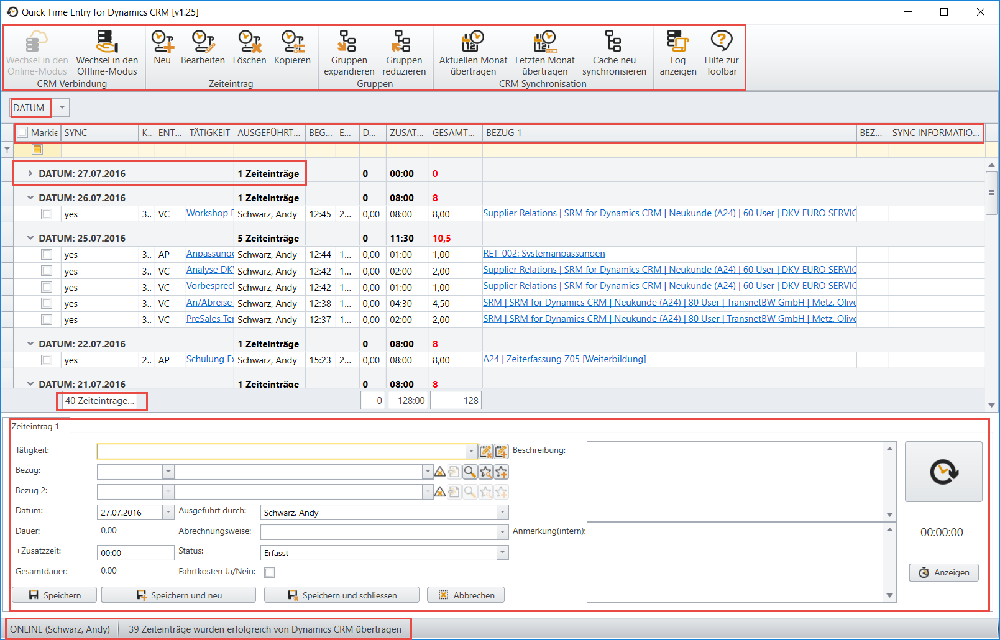 Quick Time Entry for Dynamics CRM [v1.25]
Wechsel in den Online-Modus
Wechsel in den Offline-Modus
CRM Verbindung
Neu
Bearbeiten
Löschen
Kopieren
Zeiteintrag
Gruppen expandieren
Gruppen reduzieren
Gruppen
Aktuellen Monat übertragen
Letzten Monat übertragen
Cache neu synchronisieren
CRM Synchronisation
Log anzeigen
Hilfe zur Toolbar
DATUM
Markie SYNC K.. ENT... TÄTIGKEIT AUSGEFÜHRT... BEG... E... D... ZUSAT... GESAMT... BEZUG 1 BEZ... SYNC INFORMATIO...
DATUM: 27.07.2016 1 Zeiteinträge 0 00:00 0
DATUM: 26.07.2016 1 Zeiteinträge 0 08:00 8
yes 3.. VC Workshop D Schwarz, Andy 12:45 2... 0,00 08:00 8,00 Supplier Relations | SRM for Dynamics CRM | Neukunde (A24) | 60 User | DKV EURO SERVIC
DATUM: 25.07.2016 5 Zeiteinträge 0 11:30 10,5
yes 3.. AP Anpassunge Schwarz, Andy 12:44 1... 0,00 01:00 1,00 RET-002: Systemanpassungen
yes 3.. VC Analyse DKV Schwarz, Andy 12:42 1... 0,00 02:00 2,00 Supplier Relations | SRM for Dynamics CRM | Neukunde (A24) | 60 User | DKV EURO SERVIC
yes 3.. VC Vorbesprech Schwarz, Andy 12:42 1... 0,00 01:00 1,00 Supplier Relations | SRM for Dynamics CRM | Neukunde (A24) | 60 User | DKV EURO SERVIC
yes 3.. VC An/Abreise Schwarz, Andy 12:38 1... 0,00 04:30 4,50 SRM | SRM for Dynamics CRM | Neukunde (A24) | 80 User | TransnetBW GmbH | Metz, Olive
yes 3.. VC PreSales Ter Schwarz, Andy 12:37 1... 0,00 02:00 2,00 SRM | SRM for Dynamics CRM | Neukunde (A24) | 80 User | TransnetBW GmbH | Metz, Olive
DATUM: 22.07.2016 1 Zeiteinträge 0 08:00 8
yes 2.. AP Schulung Ex Schwarz, Andy 15:23 2... 0,00 08:00 8,00 A24 | Zeiterfassung Z05 [Weiterbildung]
DATUM: 21.07.2016 1 Zeiteinträge 0 08:00 8
40 Zeiteinträge... 0 128:00 128
Zeiteintrag 1
Tätigkeit: Beschreibung:
Bezug:
Bezug 2:
Datum: 27.07.2016 Ausgeführt durch: Schwarz, Andy
Dauer: 0,00 Abrechnungsweise: Anmerkung(intern): 00:00:00
+Zusatzzeit: 00:00 Status: Erfasst
Gesamtdauer: 0,00 Fahrtkosten Ja/Nein: Anzeigen
Speichern Speichern und neu Speichern und schliessen Abbrechen
ONLINE (Schwarz, Andy) 39 Zeiteinträge wurden erfolgreich von Dynamics CRM übertragen